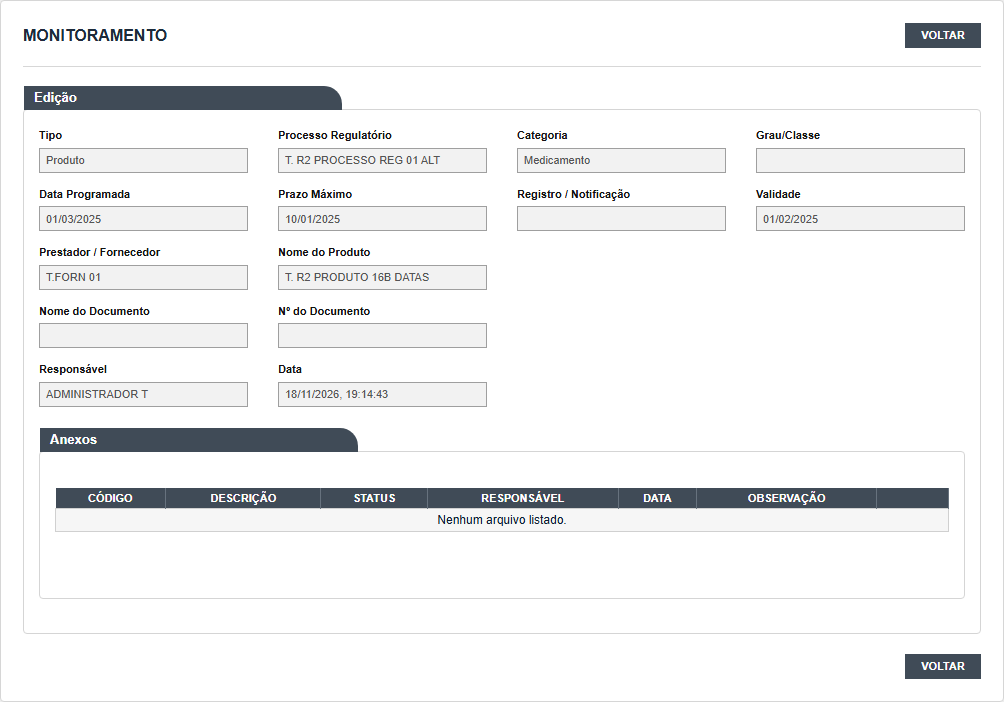 MONITORAMENTO
VOLTAR
Edição
Tipo
Processo Regulatório
Categoria
Grau/Classe
Produto
T. R2 PROCESSO REG 01 ALT
Medicamento
Data Programada
Prazo Máximo
Registro / Notificação
Validade
01/03/2025
10/01/2025
01/02/2025
Prestador / Fornecedor
Nome do Produto
T.FORN 01
T. R2 PRODUTO 16B DATAS
Nome do Documento
Nº do Documento
Responsável
Data
ADMINISTRADOR T
18/11/2026, 19:14:43
Anexos
CÓDIGO DESCRIÇÃO STATUS RESPONSÁVEL DATA OBSERVAÇÃO
Nenhum arquivo listado.
VOLTAR